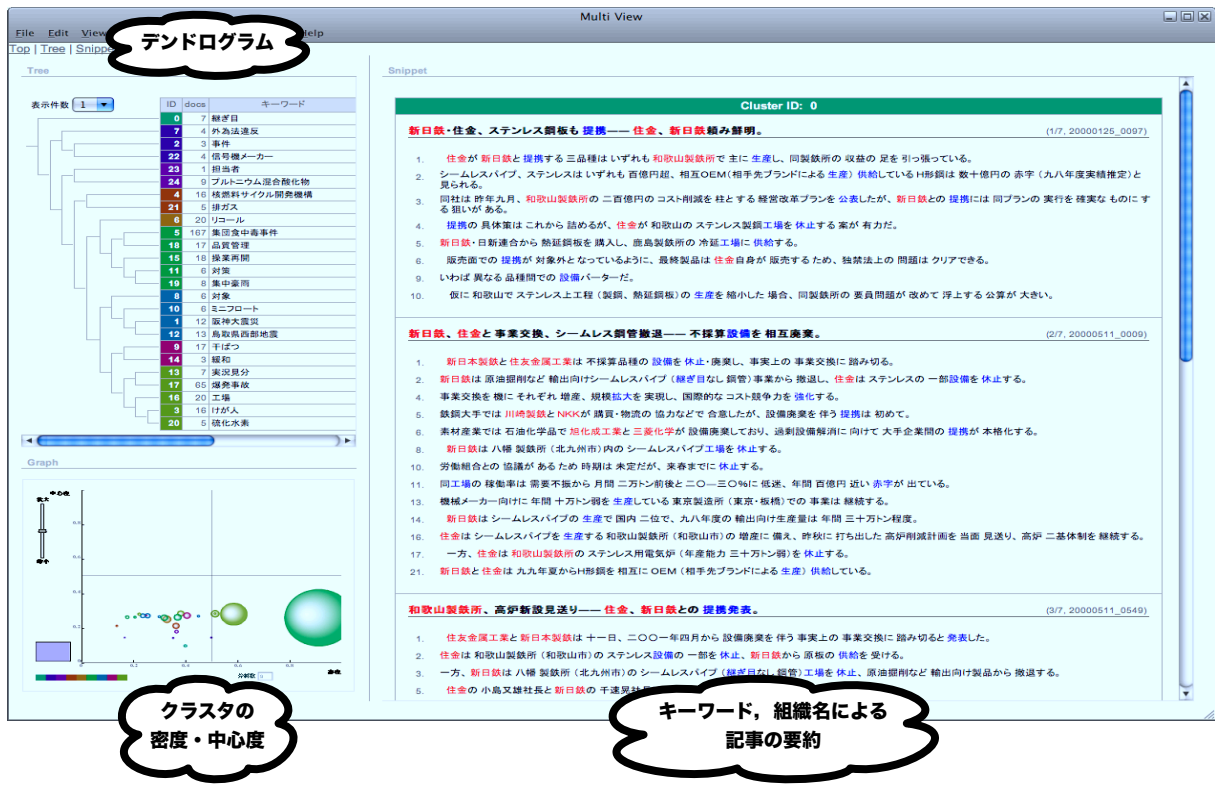 Multi View
File Edit View
デンドログラム
Help
Top | Tree | Snippe
Tree
表示件数 1
ID docs キーワード
0 7 継ぎ目
7 4 外為法違反
2 3 事件
22 4 信号機メーカー
23 1 担当者
24 9 プルトニウム混合酸化物
4 16 核燃料サイクル開発機構
21 5 排ガス
6 20 リコール
5 167 集団食中毒事件
18 17 品質管理
15 18 操業再開
11 6 対策
19 8 集中豪雨
8 6 対象
10 6 ミニフロート
1 12 阪神大震災
12 13 鳥取県西部地震
9 17 干ばつ
14 3 緩和
13 7 実況見分
17 65 爆発事故
16 20 工場
3 16 けが人
20 5 硫化水素
Graph
拡大
中心度
縮小
0.8
0.6
0.4
0.2
0
0.2
0.4
0.6
0.8
密度
分割数 9
クラスタの
密度・中心度
Snippet
Cluster ID: 0
新日鉄・住金、ステンレス鋼板も 提携—— 住金、新日鉄頼み鮮明。 (1/7, 20000125_0097)
1. 住金が 新日鉄と 提携する 三品種は いずれも 和歌山製鉄所で 主に 生産し、同製鉄所の 収益の 足を 引っ張っている。
2. シームレスパイプ、ステンレスは いずれも 百億円超、相互OEM(相手先ブランドによる 生産) 供給している H形鋼は 数十億円の 赤字 (九八年度実績推定)と
見られる。
3. 同社は 昨年九月、和歌山製鉄所の 二百億円の コスト削減を 柱と する 経営改革プランを 公表したが、新日鉄との 提携には 同プランの 実行を 確実な ものに す
る 狙いが ある。
4. 提携の 具体策は これから 詰めるが、住金が 和歌山の ステンレス製鋼工場を 休止する 案が 有力だ。
5. 新日鉄・日新連合から 熱延鋼板を 購入し、鹿島製鉄所の 冷延工場に 供給する。
6. 販売面での 提携が 対象外となっているように、最終製品は 住金自身が 販売する ため、独禁法上の 問題は クリアできる。
9. いわば 異なる 品種間での 設備バーターだ。
10. 仮に 和歌山で ステンレス上工程 (製鋼、熱延鋼板)の 生産を 縮小した 場合、同製鉄所の 要員問題が 改めて 浮上する 公算が 大きい。
新日鉄、住金と 事業交換、シームレス鋼管撤退—— 不採算設備を 相互廃棄。 (2/7, 20000511_0009)
1. 新日本製鉄と住友金属工業は 不採算品種の 設備を 休止・廃棄し、事実上の 事業交換に 踏み切る。
2. 新日鉄は 原油掘削など 輸出向けシームレスパイプ (継ぎ目なし 鋼管)事業から 撤退し、住金は ステンレスの 一部設備を 休止する。
4. 事業交換を 機に それぞれ 増産、規模拡大を 実現し、国際的な コスト競争力を 強化する。
5. 鉄鋼大手では 川崎製鉄とNKKが 購買・物流の 協力などで 合意したが、設備廃棄を 伴う 提携は 初めて。
6. 素材産業では 石油化学品で 旭化成工業と 三菱化学が 設備廃棄しており、過剰設備解消に 向けて 大手企業間の 提携が 本格化する。
8. 新日鉄は 八幡 製鉄所 (北九州市)内の シームレスパイプ工場を 休止する。
10. 労働組合との 協議が あるため 時期は 未定だが、来春までに 休止する。
11. 同工場の 稼働率は 需要不振から 月間 二万トン前後と 二〇—三〇%に 低迷、年間 百億円 近い 赤字が 出ている。
13. 機械メーカー向けに 年間 十万トン弱を 生産している 東京製造所 (東京・板橋)での 事業は 継続する。
14. 新日鉄は シームレスパイプの 生産で 国内 二位で、九八年度の 輸出向け生産量は 年間 三十万トン程度。
16. 住金は シームレスパイプを 生産する 和歌山製鉄所 (和歌山市)の 増産に 備え、昨秋に 打ち出した 高炉削減計画を 当面 見送り、高炉 二基体制を 継続する。
17. 一方、住金は 和歌山製鉄所の ステンレス用電気炉 (年産能力 三十万トン弱)を 休止する。
21. 新日鉄と 住金は 九九年夏からH形鋼を 相互に OEM (相手先ブランドによる 生産) 供給している。
和歌山製鉄所、高炉新設見送り—— 住金、新日鉄との 提携発表。 (3/7, 20000511_0549)
1. 住友金属工業と 新日本製鉄は 十一日、二〇〇一年四月から 設備廃棄を 伴う 事実上の 事業交換に 踏み切ると 発表した。
2. 住金は 和歌山製鉄所 (和歌山市)の ステンレス設備の 一部を 休止、新日鉄から 原板の 供給を 受ける。
3. 一方、新日鉄は 八幡 製鉄所 (北九州市)の シームレスパイプ (継ぎ目なし 鋼管)工場を 休止、原油掘削など 輸出向け製品から 撤退する。
5. 住金の 小島又雄社長と 新日鉄の 千速晃社長
キーワード，組織名による
記事の要約